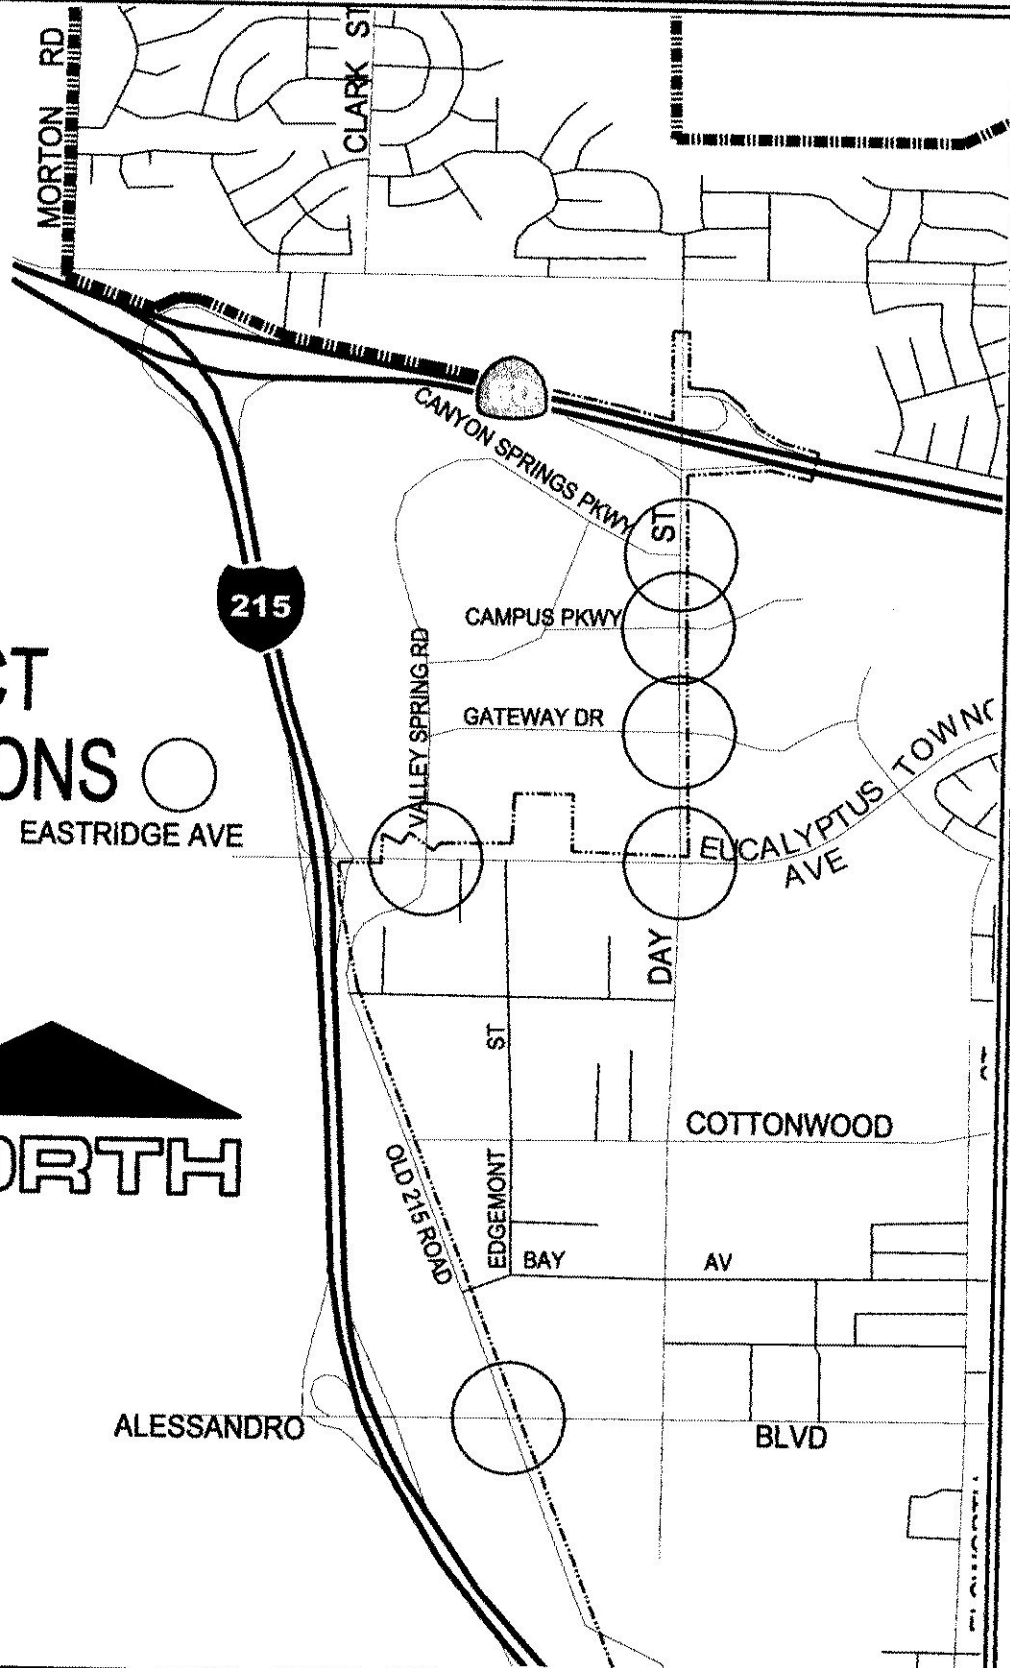 MORTON RD
CLARK ST
CANYON SPRINGS PKWY
ST
215
CAMPUS PKWY
VALLEY SPRING RD
GATEWAY DR
CT
ONS
EASTRIDGE AVE
EUCALYPTUS TOWNG
AVE
DAY
ST
ORTH
COTTONWOOD
OLD 215 ROAD
EDGEMONT
BAY AV
ALESSANDRO
BLVD